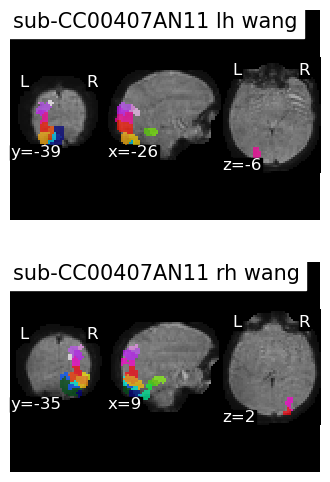 sub-CC00407AN11 lh wang
L R
L R
y=-39 x=-26 z=-6
sub-CC00407AN11 rh wang
L R
L R
y=-35 x=9 z=2